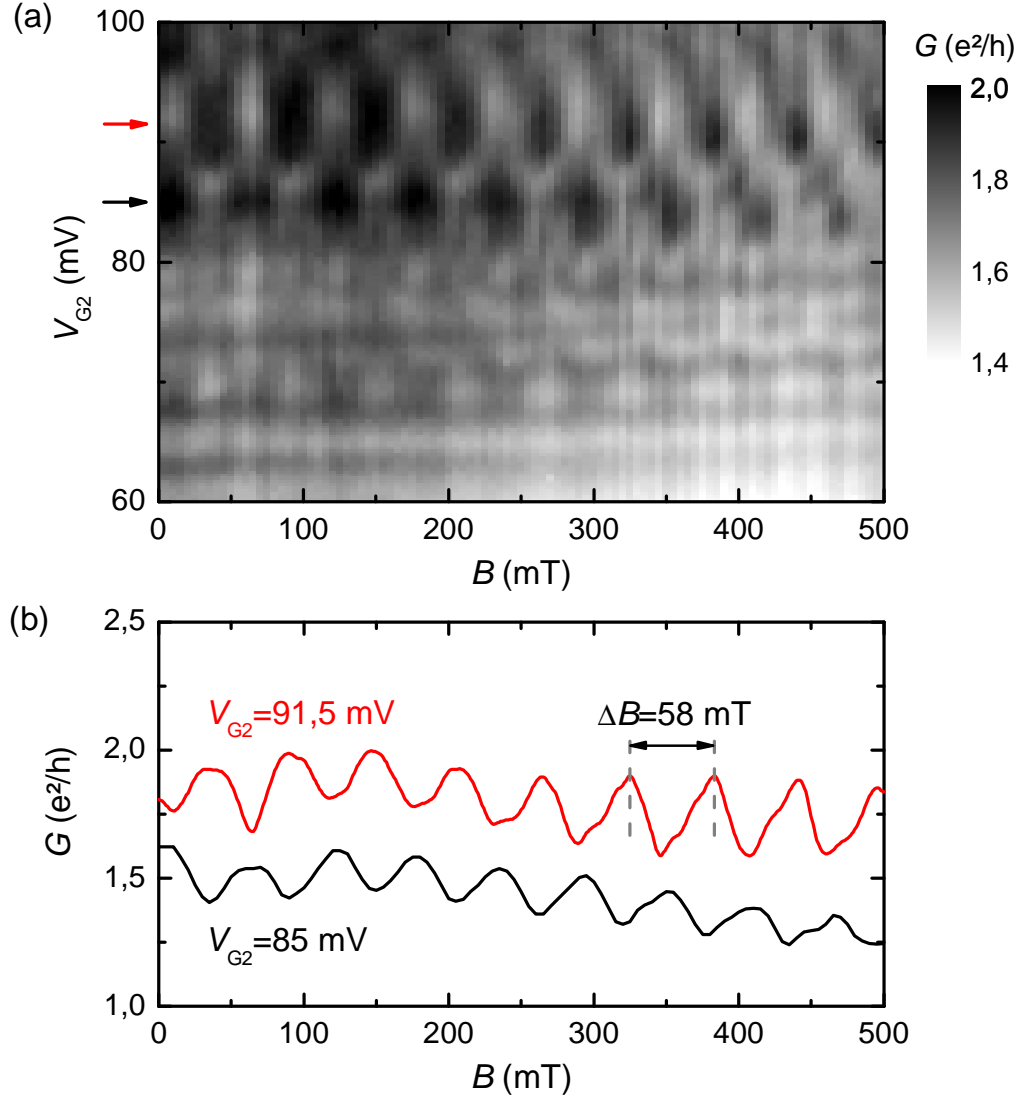 (a)
G (e²/h)
2,0
1,8
1,6
1,4
100
80
60
V_G2 (mV)
0 100 200 300 400 500
B (mT)
(b)
2,5
2,0
1,5
1,0
G (e²/h)
V_G2=91,5 mV
ΔB=58 mT
V_G2=85 mV
0 100 200 300 400 500
B (mT)